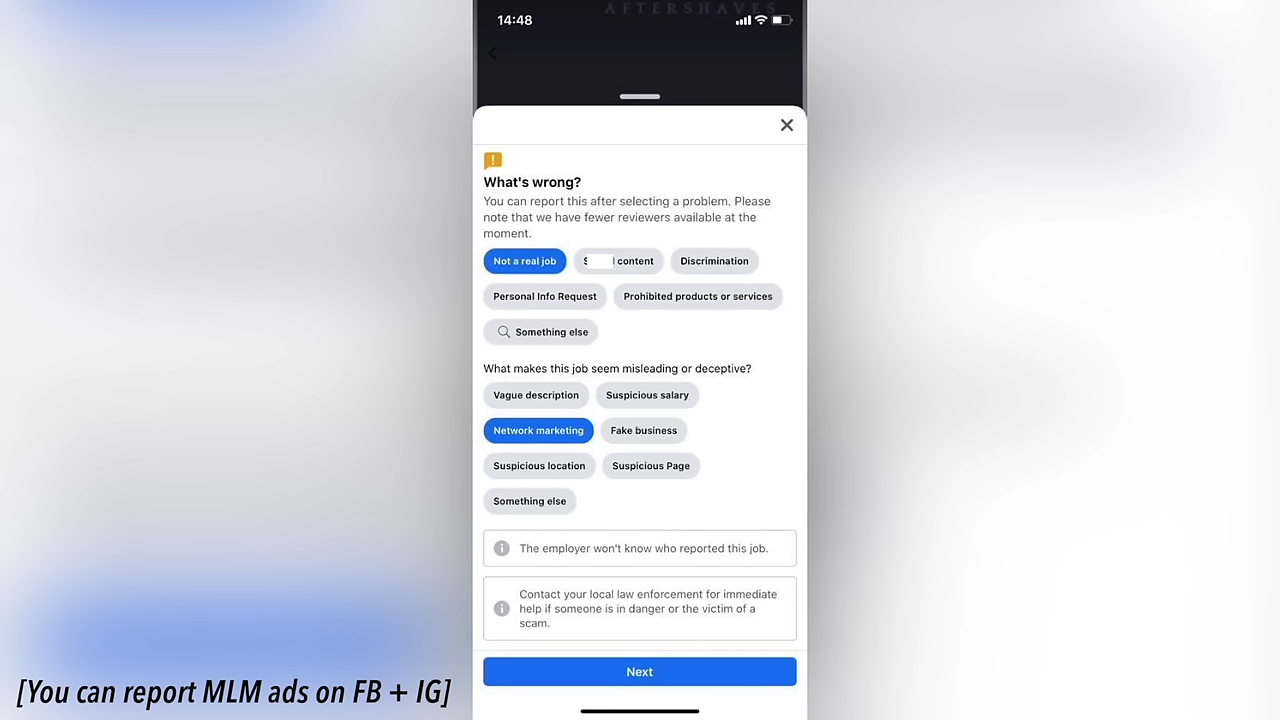 AFTERSHAVES
14:48
What's wrong?
You can report this after selecting a problem. Please
note that we have fewer reviewers available at the
moment.
Not a real job
content
Discrimination
Personal Info Request
Prohibited products or services
Something else
What makes this job seem misleading or deceptive?
Vague description
Suspicious salary
Network marketing
Fake business
Suspicious location
Suspicious Page
Something else
The employer won't know who reported this job.
Contact your local law enforcement for immediate
help if someone is in danger or the victim of a
scam.
Next
[You can report MLM ads on FB + IG]